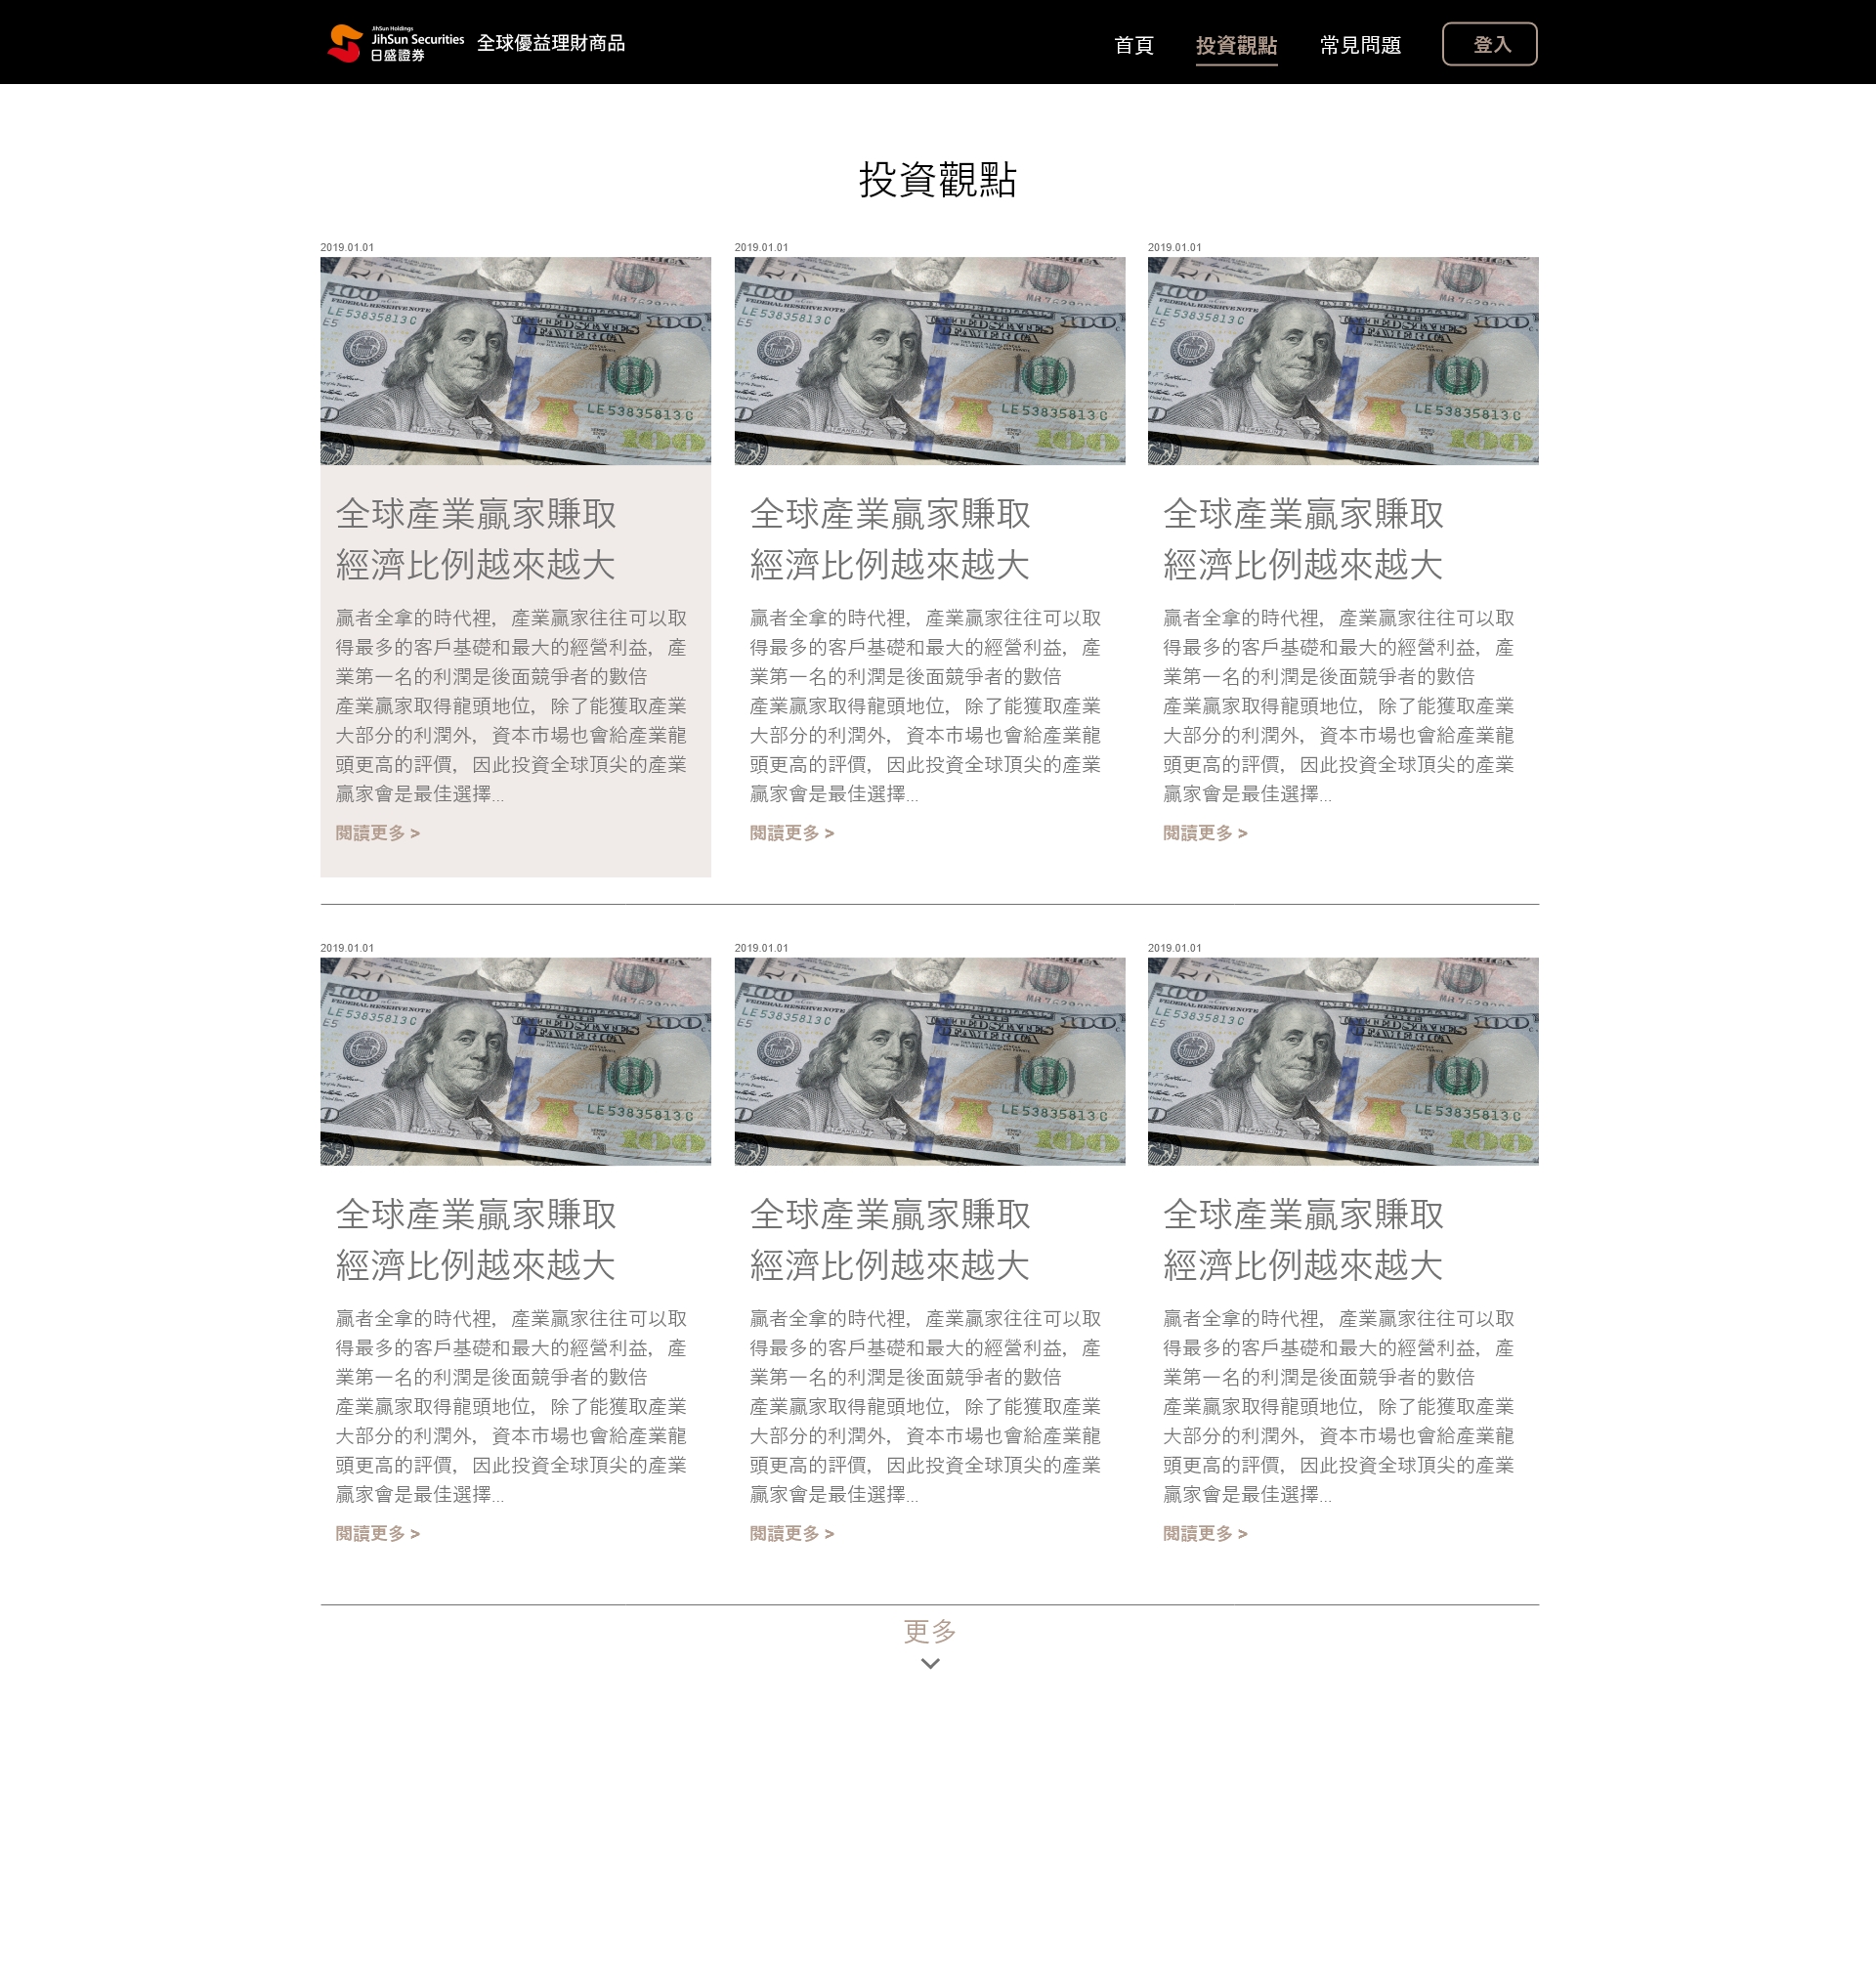 JihSun Holdings
JihSun Securities
日盛證券
全球優益理財商品
首頁
投資觀點
常見問題
登入
投資觀點
2019.01.01
全球產業贏家賺取
經濟比例越來越大
贏者全拿的時代裡，產業贏家往往可以取
得最多的客戶基礎和最大的經營利益，產
業第一名的利潤是後面競爭者的數倍
產業贏家取得龍頭地位，除了能獲取產業
大部分的利潤外，資本市場也會給產業龍
頭更高的評價，因此投資全球頂尖的產業
贏家會是最佳選擇...
閱讀更多 >
2019.01.01
全球產業贏家賺取
經濟比例越來越大
贏者全拿的時代裡，產業贏家往往可以取
得最多的客戶基礎和最大的經營利益，產
業第一名的利潤是後面競爭者的數倍
產業贏家取得龍頭地位，除了能獲取產業
大部分的利潤外，資本市場也會給產業龍
頭更高的評價，因此投資全球頂尖的產業
贏家會是最佳選擇...
閱讀更多 >
2019.01.01
全球產業贏家賺取
經濟比例越來越大
贏者全拿的時代裡，產業贏家往往可以取
得最多的客戶基礎和最大的經營利益，產
業第一名的利潤是後面競爭者的數倍
產業贏家取得龍頭地位，除了能獲取產業
大部分的利潤外，資本市場也會給產業龍
頭更高的評價，因此投資全球頂尖的產業
贏家會是最佳選擇...
閱讀更多 >
2019.01.01
全球產業贏家賺取
經濟比例越來越大
贏者全拿的時代裡，產業贏家往往可以取
得最多的客戶基礎和最大的經營利益，產
業第一名的利潤是後面競爭者的數倍
產業贏家取得龍頭地位，除了能獲取產業
大部分的利潤外，資本市場也會給產業龍
頭更高的評價，因此投資全球頂尖的產業
贏家會是最佳選擇...
閱讀更多 >
2019.01.01
全球產業贏家賺取
經濟比例越來越大
贏者全拿的時代裡，產業贏家往往可以取
得最多的客戶基礎和最大的經營利益，產
業第一名的利潤是後面競爭者的數倍
產業贏家取得龍頭地位，除了能獲取產業
大部分的利潤外，資本市場也會給產業龍
頭更高的評價，因此投資全球頂尖的產業
贏家會是最佳選擇...
閱讀更多 >
2019.01.01
全球產業贏家賺取
經濟比例越來越大
贏者全拿的時代裡，產業贏家往往可以取
得最多的客戶基礎和最大的經營利益，產
業第一名的利潤是後面競爭者的數倍
產業贏家取得龍頭地位，除了能獲取產業
大部分的利潤外，資本市場也會給產業龍
頭更高的評價，因此投資全球頂尖的產業
贏家會是最佳選擇...
閱讀更多 >
更多